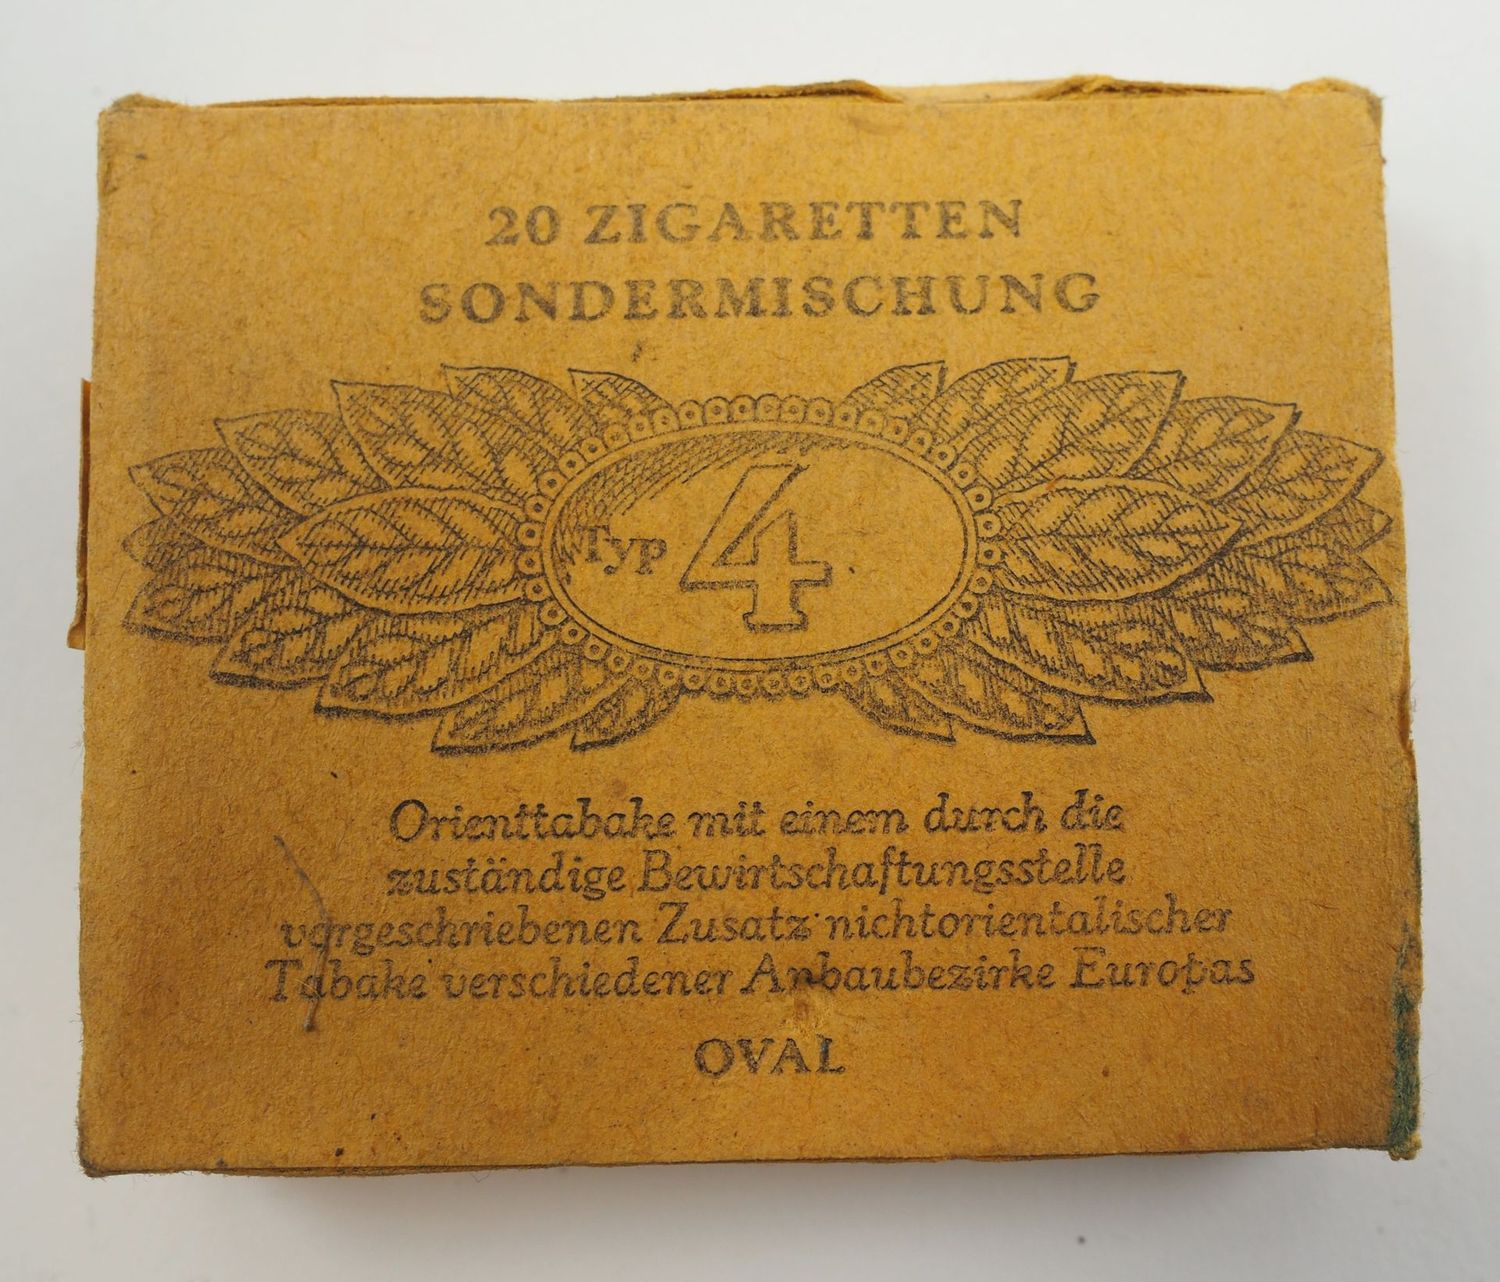 20 ZIGARETTEN
SONDERMISCHUNG
Typ 4
Orienttabake mit einem durch die
zuständige Bewirtschaftungsstelle
vorgeschriebenen Zusatz nichtorientalischer
Tabake verschiedener Anbaubezirke Europas
OVAL